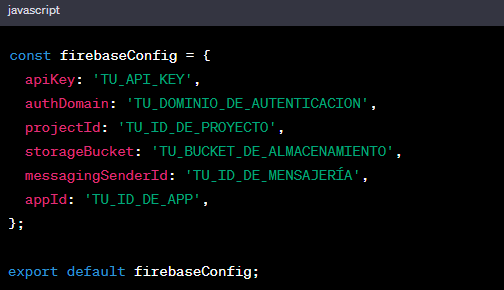 javascript
const firebaseConfig = {
  apiKey: 'TU_API_KEY',
  authDomain: 'TU_DOMINIO_DE_AUTENTICACION',
  projectId: 'TU_ID_DE_PROYECTO',
  storageBucket: 'TU_BUCKET_DE_ALMACENAMIENTO',
  messagingSenderId: 'TU_ID_DE_MENSAJERÍA',
  appId: 'TU_ID_DE_APP',
};
export default firebaseConfig;